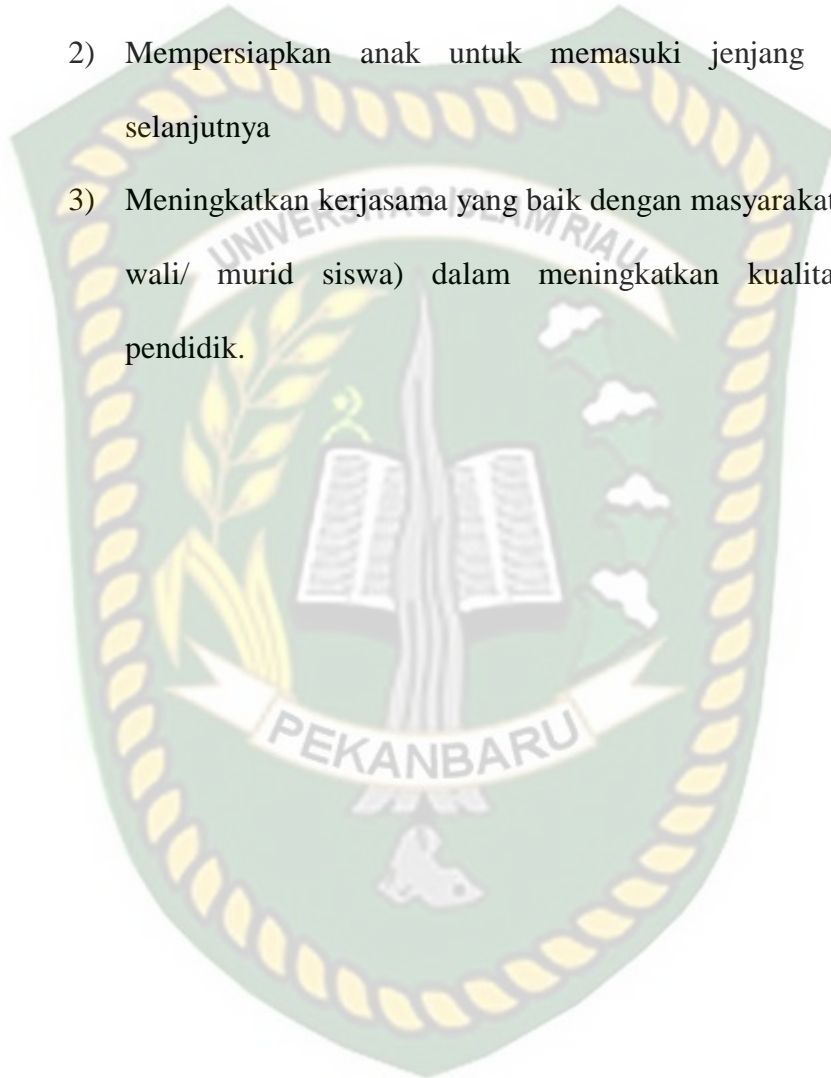 2) Mempersiapkan anak untuk memasuki jenjang
selanjutnya
3) Meningkatkan kerjasama yang baik dengan masyarakat
wali/ murid siswa) dalam meningkatkan
pendidik.
UNIVERSITAS ISLAM RIAU
PEKANBARU